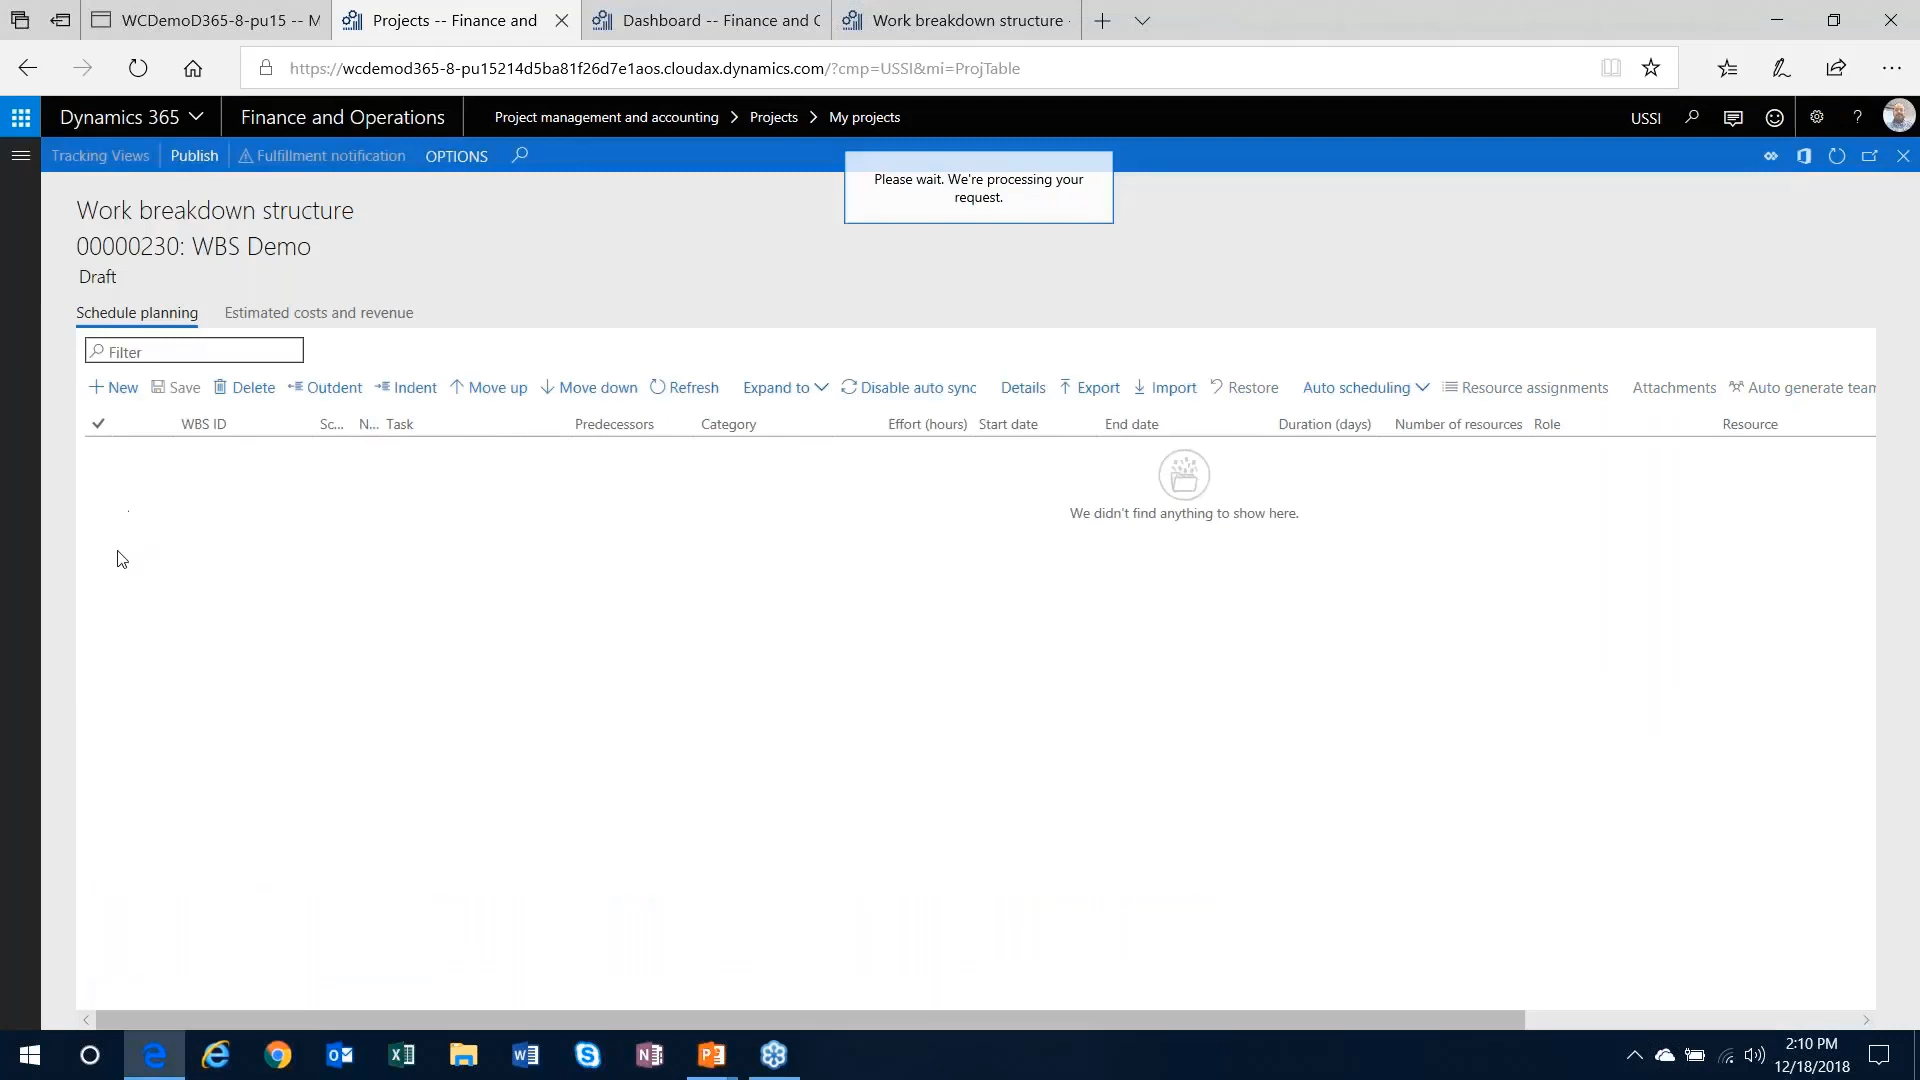 WCDemoD365-8-pu15 -- M
Projects -- Finance and
Dashboard -- Finance and C
Work breakdown structure -
https://wcdemod365-8-pu15214d5ba81f26d7e1aos.cloudax.dynamics.com/?cmp=USSI&mi=ProjTable
Dynamics 365
Finance and Operations
Project management and accounting > Projects > My projects
USSI
?
Tracking Views
Publish
Fulfillment notification
OPTIONS
Please wait. We're processing your
request.
Work breakdown structure
00000230: WBS Demo
Draft
Schedule planning
Estimated costs and revenue
Filter
New
Save
Delete
Outdent
Indent
Move up
Move down
Refresh
Expand to
Disable auto sync
Details
Export
Import
Restore
Auto scheduling
Resource assignments
Attachments
Auto generate team
WBS ID
Sc...
N...
Task
Predecessors
Category
Effort (hours)
Start date
End date
Duration (days)
Number of resources
Role
Resource
We didn't find anything to show here.
2:10 PM
12/18/2018